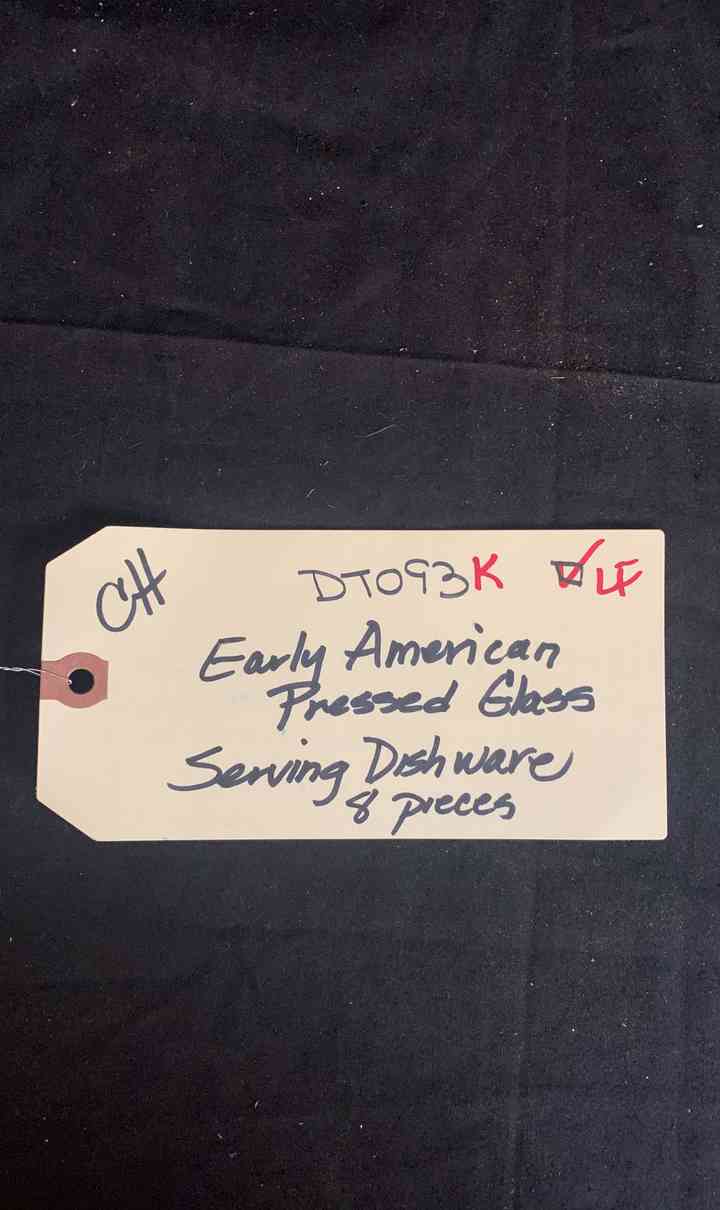 CH DT093K LF
Early American
Pressed Glass
Serving Dishware
8 pieces